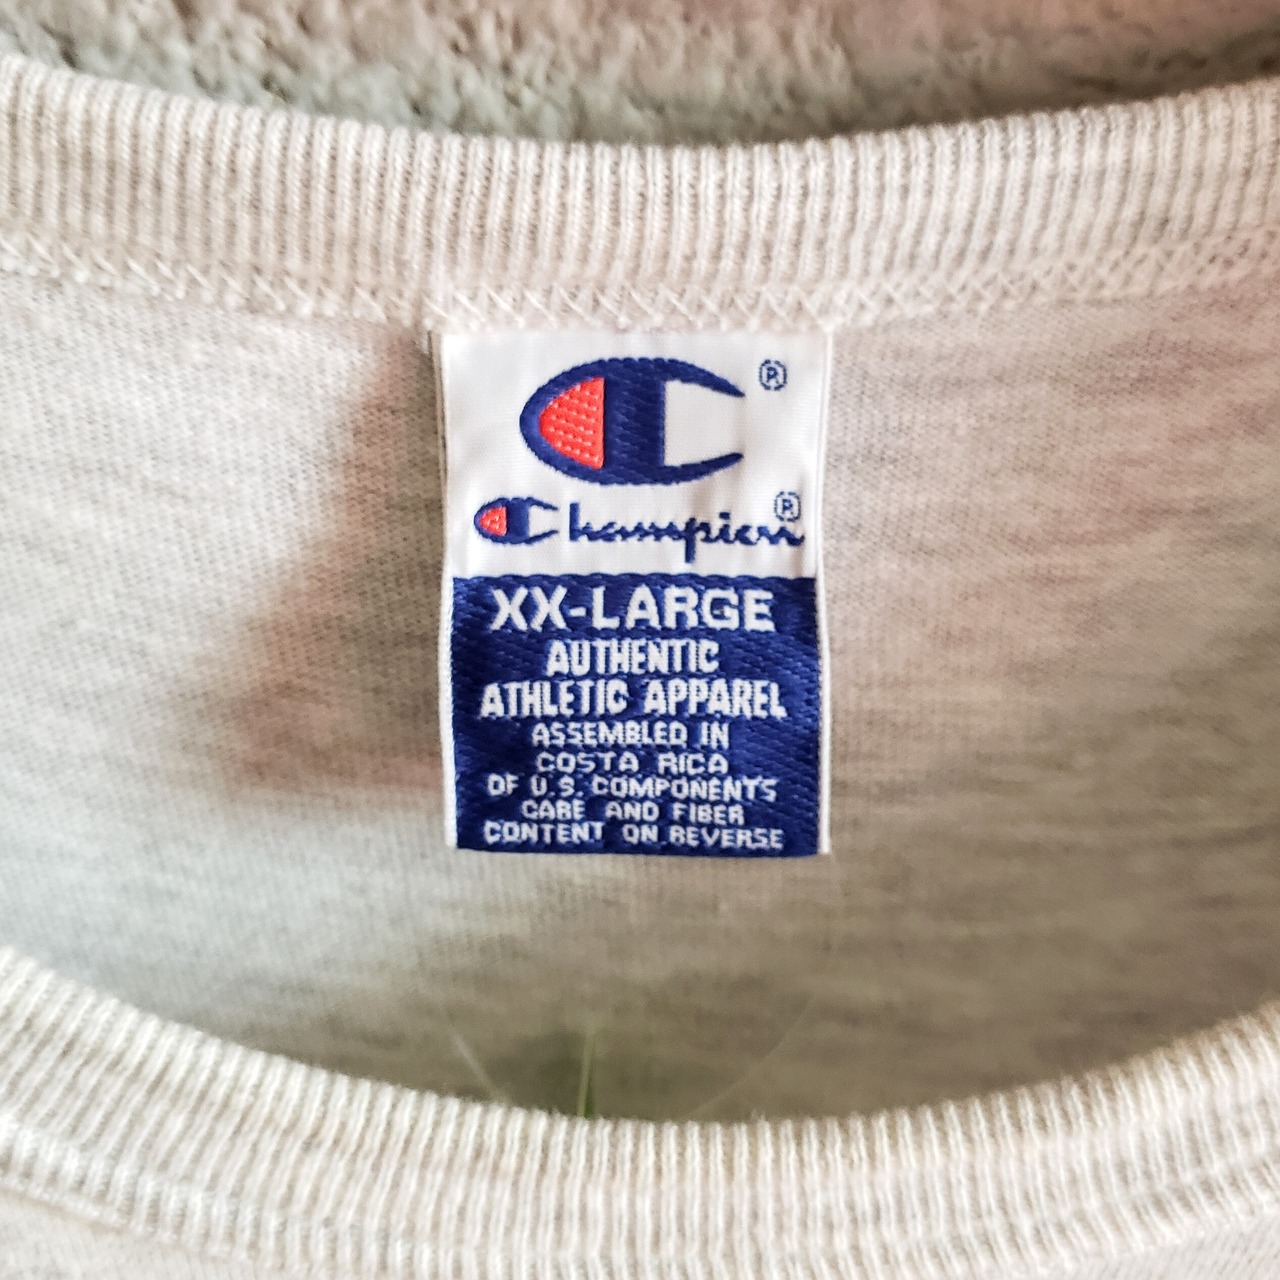 ®
Champion®
XX-LARGE
AUTHENTIC
ATHLETIC APPAREL
ASSEMBLED IN
COSTA RICA
OF U.S. COMPONENTS
CARE AND FIBER
CONTENT ON REVERSE